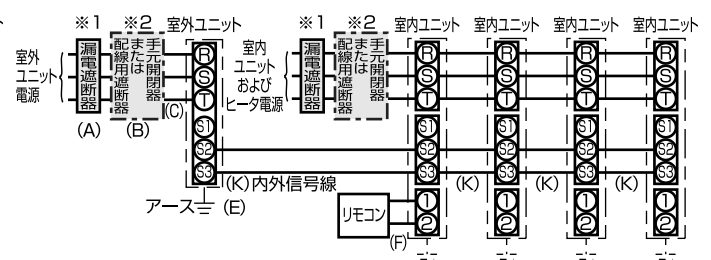 ※1 ※2 室外ユニット ※1 ※2 室内ユニット 室内ユニット 室内ユニット 室内ユニット
室外
ユニット
電源
漏電遮断器
手元開閉器
または
配線用遮断器
(A)
(B)
(C)
R
S
T
S1
S2
S3
室内
ユニット
および
ヒータ電源
漏電遮断器
手元開閉器
または
配線用遮断器
R R R R
S S S S
T T T T
S1 S1 S1 S1
S2 S2 S2 S2
S3 S3 S3 S3
(K)内外信号線 (K) (K) (K)
アース (E)
リモコン
(F)
1 1 1 1
2 2 2 2